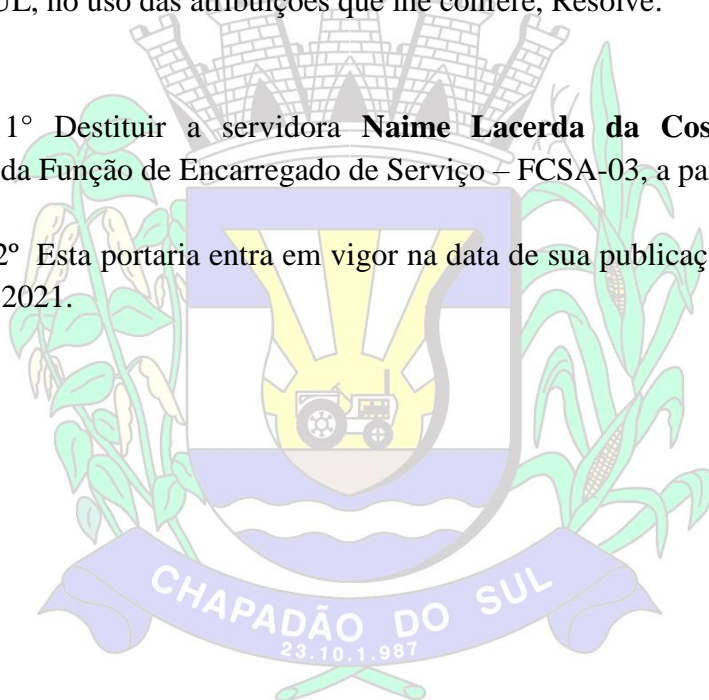 UL, no uso das atribuições que lhe confere, Resolve:
1° Destituir a servidora Naime Lacerda da Cos
da Função de Encarregado de Serviço – FCSA-03, a pa
2º Esta portaria entra em vigor na data de sua publicaç
2021.
CHAPADÃO DO SUL
23.10.1.987